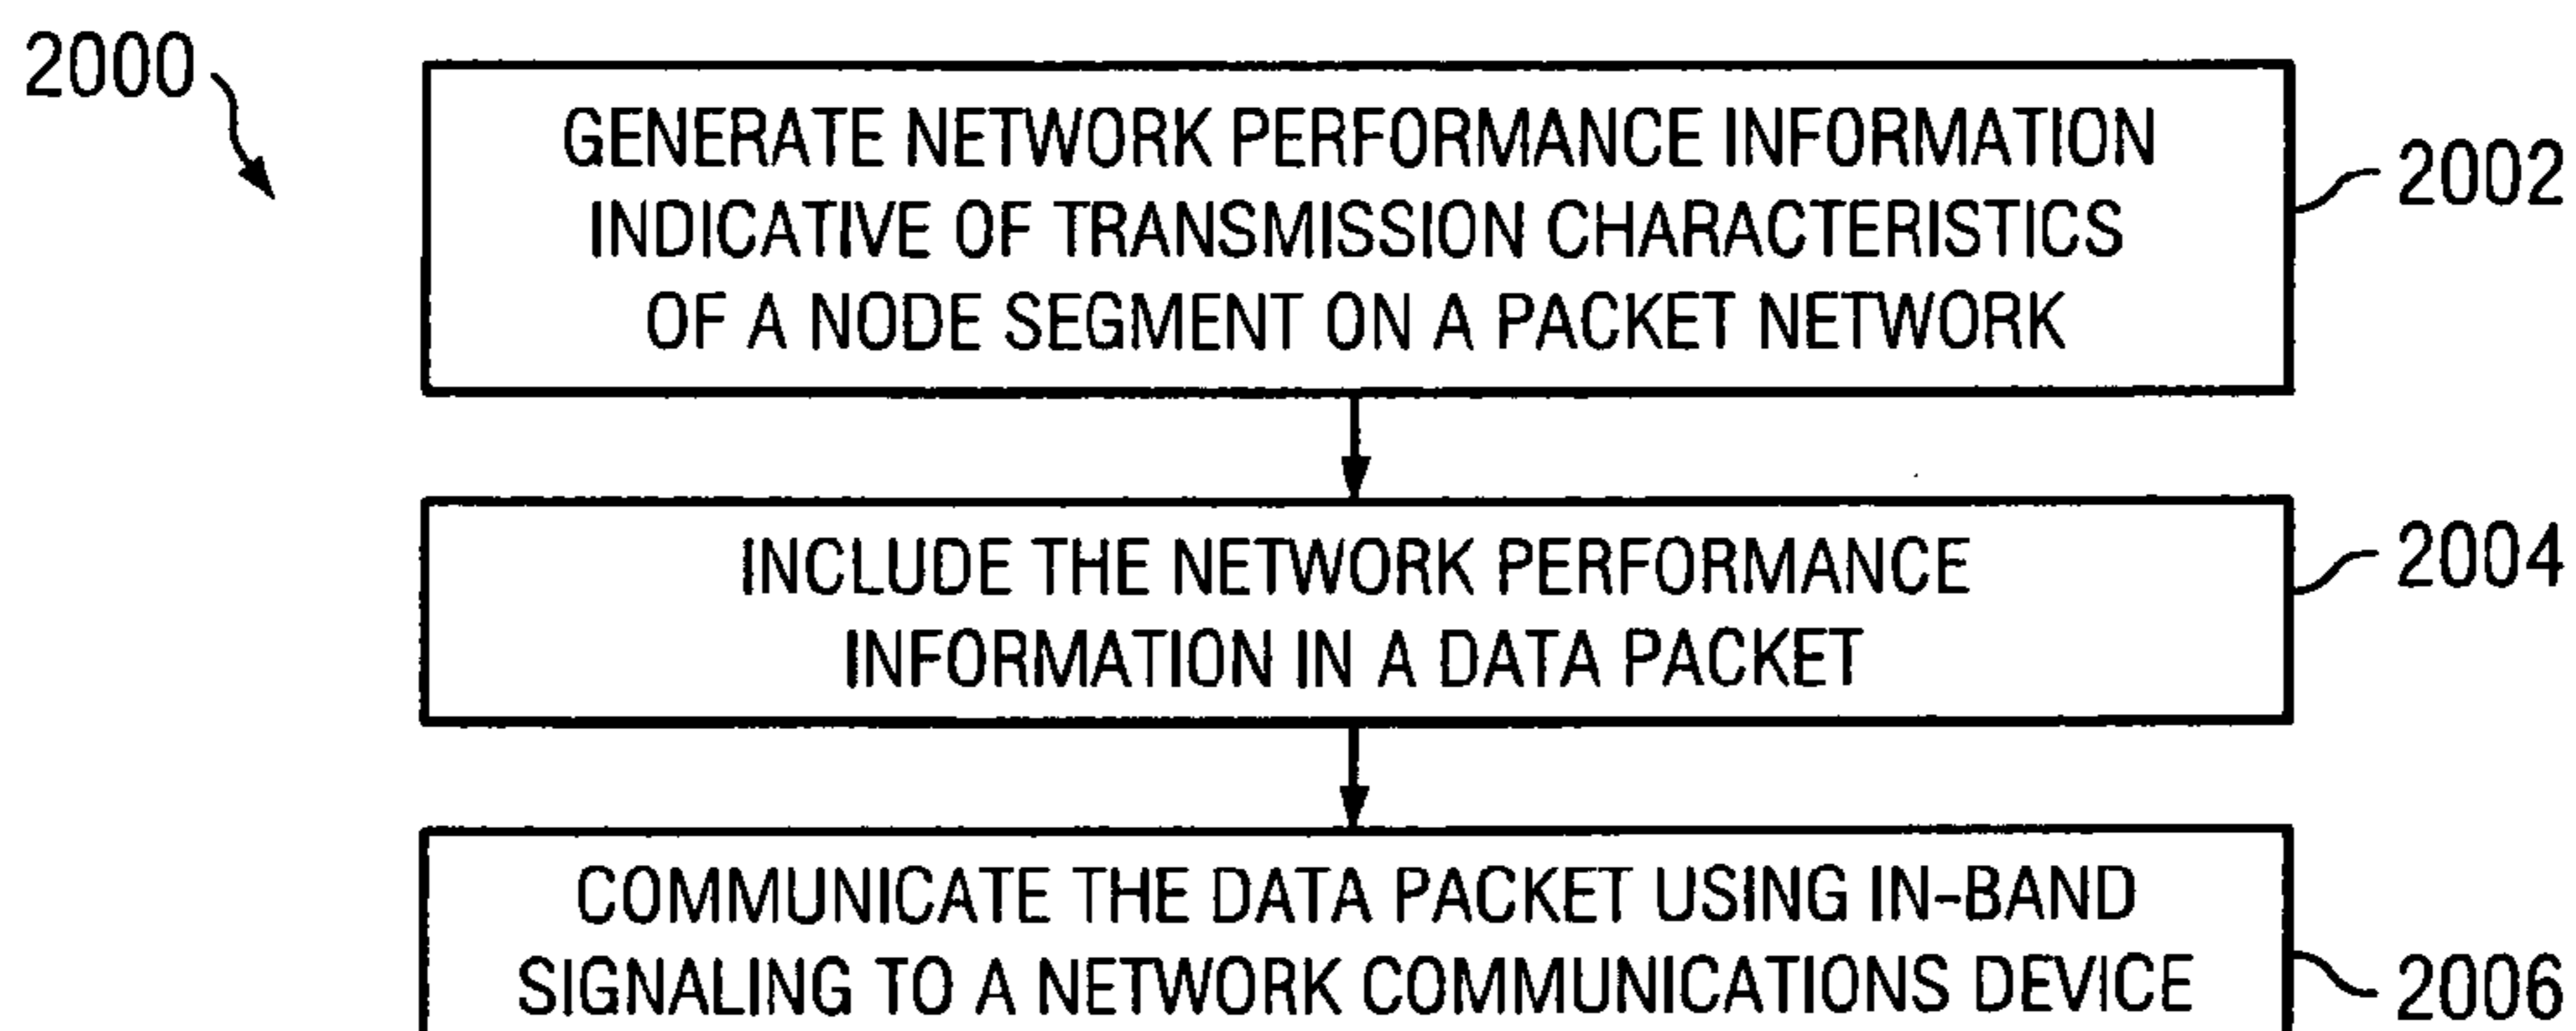 2000
GENERATE NETWORK PERFORMANCE INFORMATION
INDICATIVE OF TRANSMISSION CHARACTERISTICS
OF A NODE SEGMENT ON A PACKET NETWORK
2002
INCLUDE THE NETWORK PERFORMANCE
INFORMATION IN A DATA PACKET
2004
COMMUNICATE THE DATA PACKET USING IN-BAND
SIGNALING TO A NETWORK COMMUNICATIONS DEVICE
2006